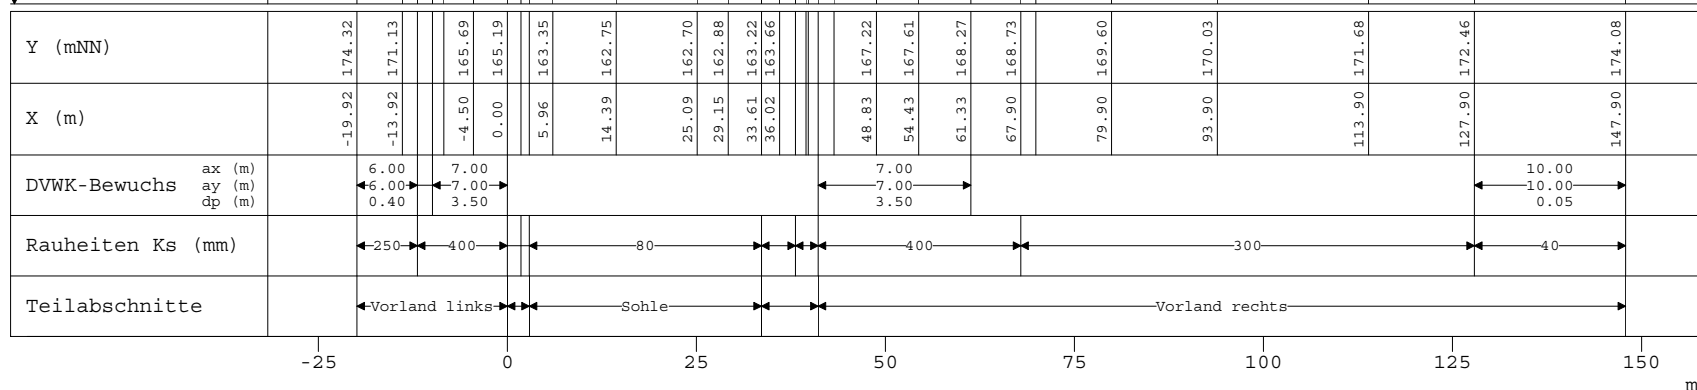 Y (mNN) 174.32 171.13 165.69 165.19 163.35 162.75 162.70 162.88 163.22 163.66 167.22 167.61 168.27 168.73 169.60 170.03 171.68 172.46 174.08
X (m) -19.92 -13.92 -4.50 0.00 5.96 14.39 25.09 29.15 33.61 36.02 48.83 54.43 61.33 67.90 79.90 93.90 113.90 127.90 147.90
ax (m) 6.00 7.00 7.00 10.00
DVWK-Bewuchs ay (m) 6.00 7.00 7.00 10.00
dp (m) 0.40 3.50 3.50 0.05
Rauheiten Ks (mm) 250 400 80 400 300 40
Teilabschnitte Vorland links Sohle Vorland rechts
-25 0 25 50 75 100 125 150
m